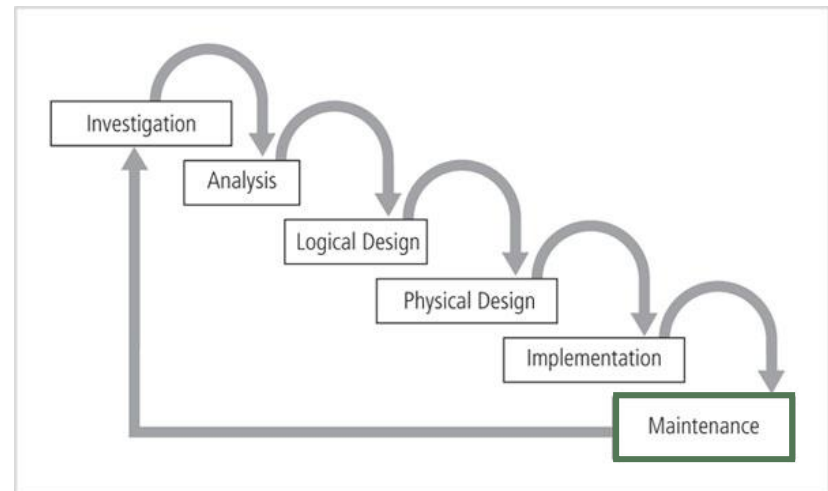 Investigation
Analysis
Logical Design
Physical Design
Implementation
Maintenance